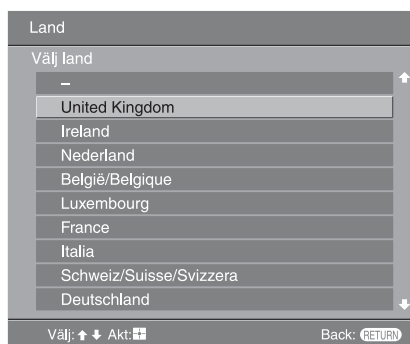 Land
Välj land
–
United Kingdom
Ireland
Nederland
België/Belgique
Luxembourg
France
Italia
Schweiz/Suisse/Svizzera
Deutschland
Välj: Akt: Back: RETURN